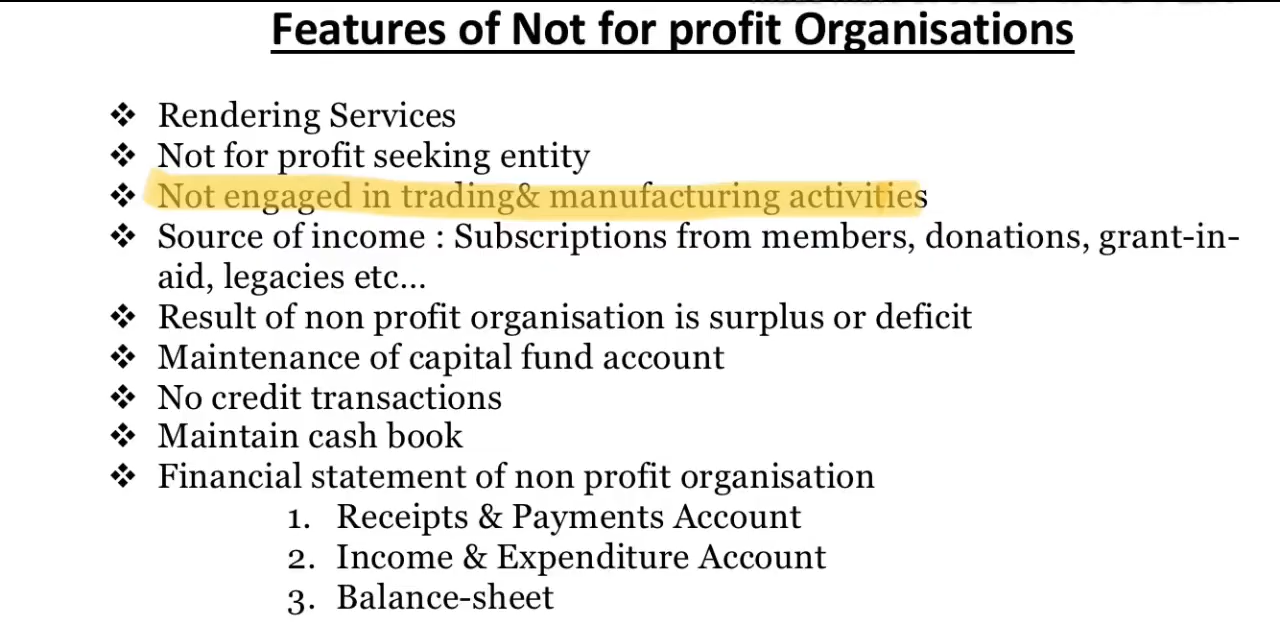 Features of Not for profit Organisations
❖ Rendering Services
❖ Not for profit seeking entity
❖ Not engaged in trading& manufacturing activities
❖ Source of income : Subscriptions from members, donations, grant-in-
aid, legacies etc...
❖ Result of non profit organisation is surplus or deficit
❖ Maintenance of capital fund account
❖ No credit transactions
❖ Maintain cash book
❖ Financial statement of non profit organisation
1. Receipts & Payments Account
2. Income & Expenditure Account
3. Balance-sheet